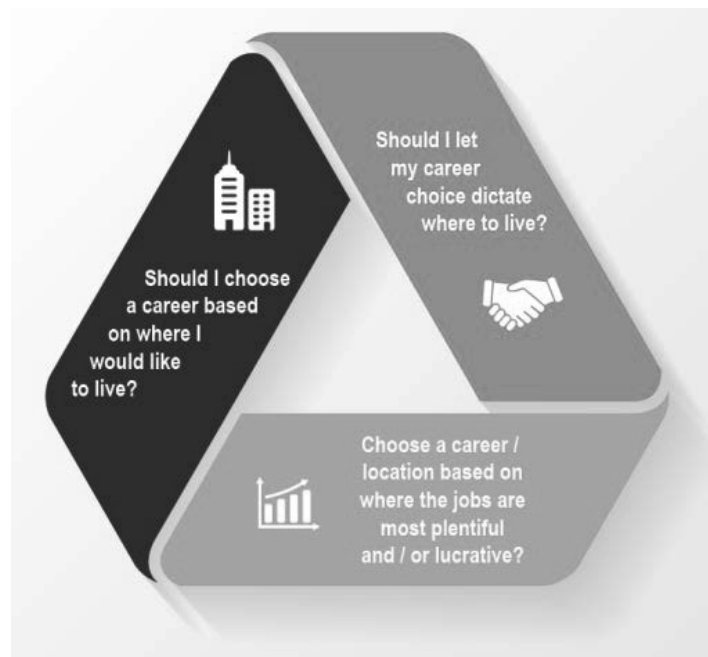 Should I let
my career
choice dictate
where to live?
Should I choose
a career based
on where I
would like
to live?
Choose a career /
location based on
where the jobs are
most plentiful
and / or lucrative?